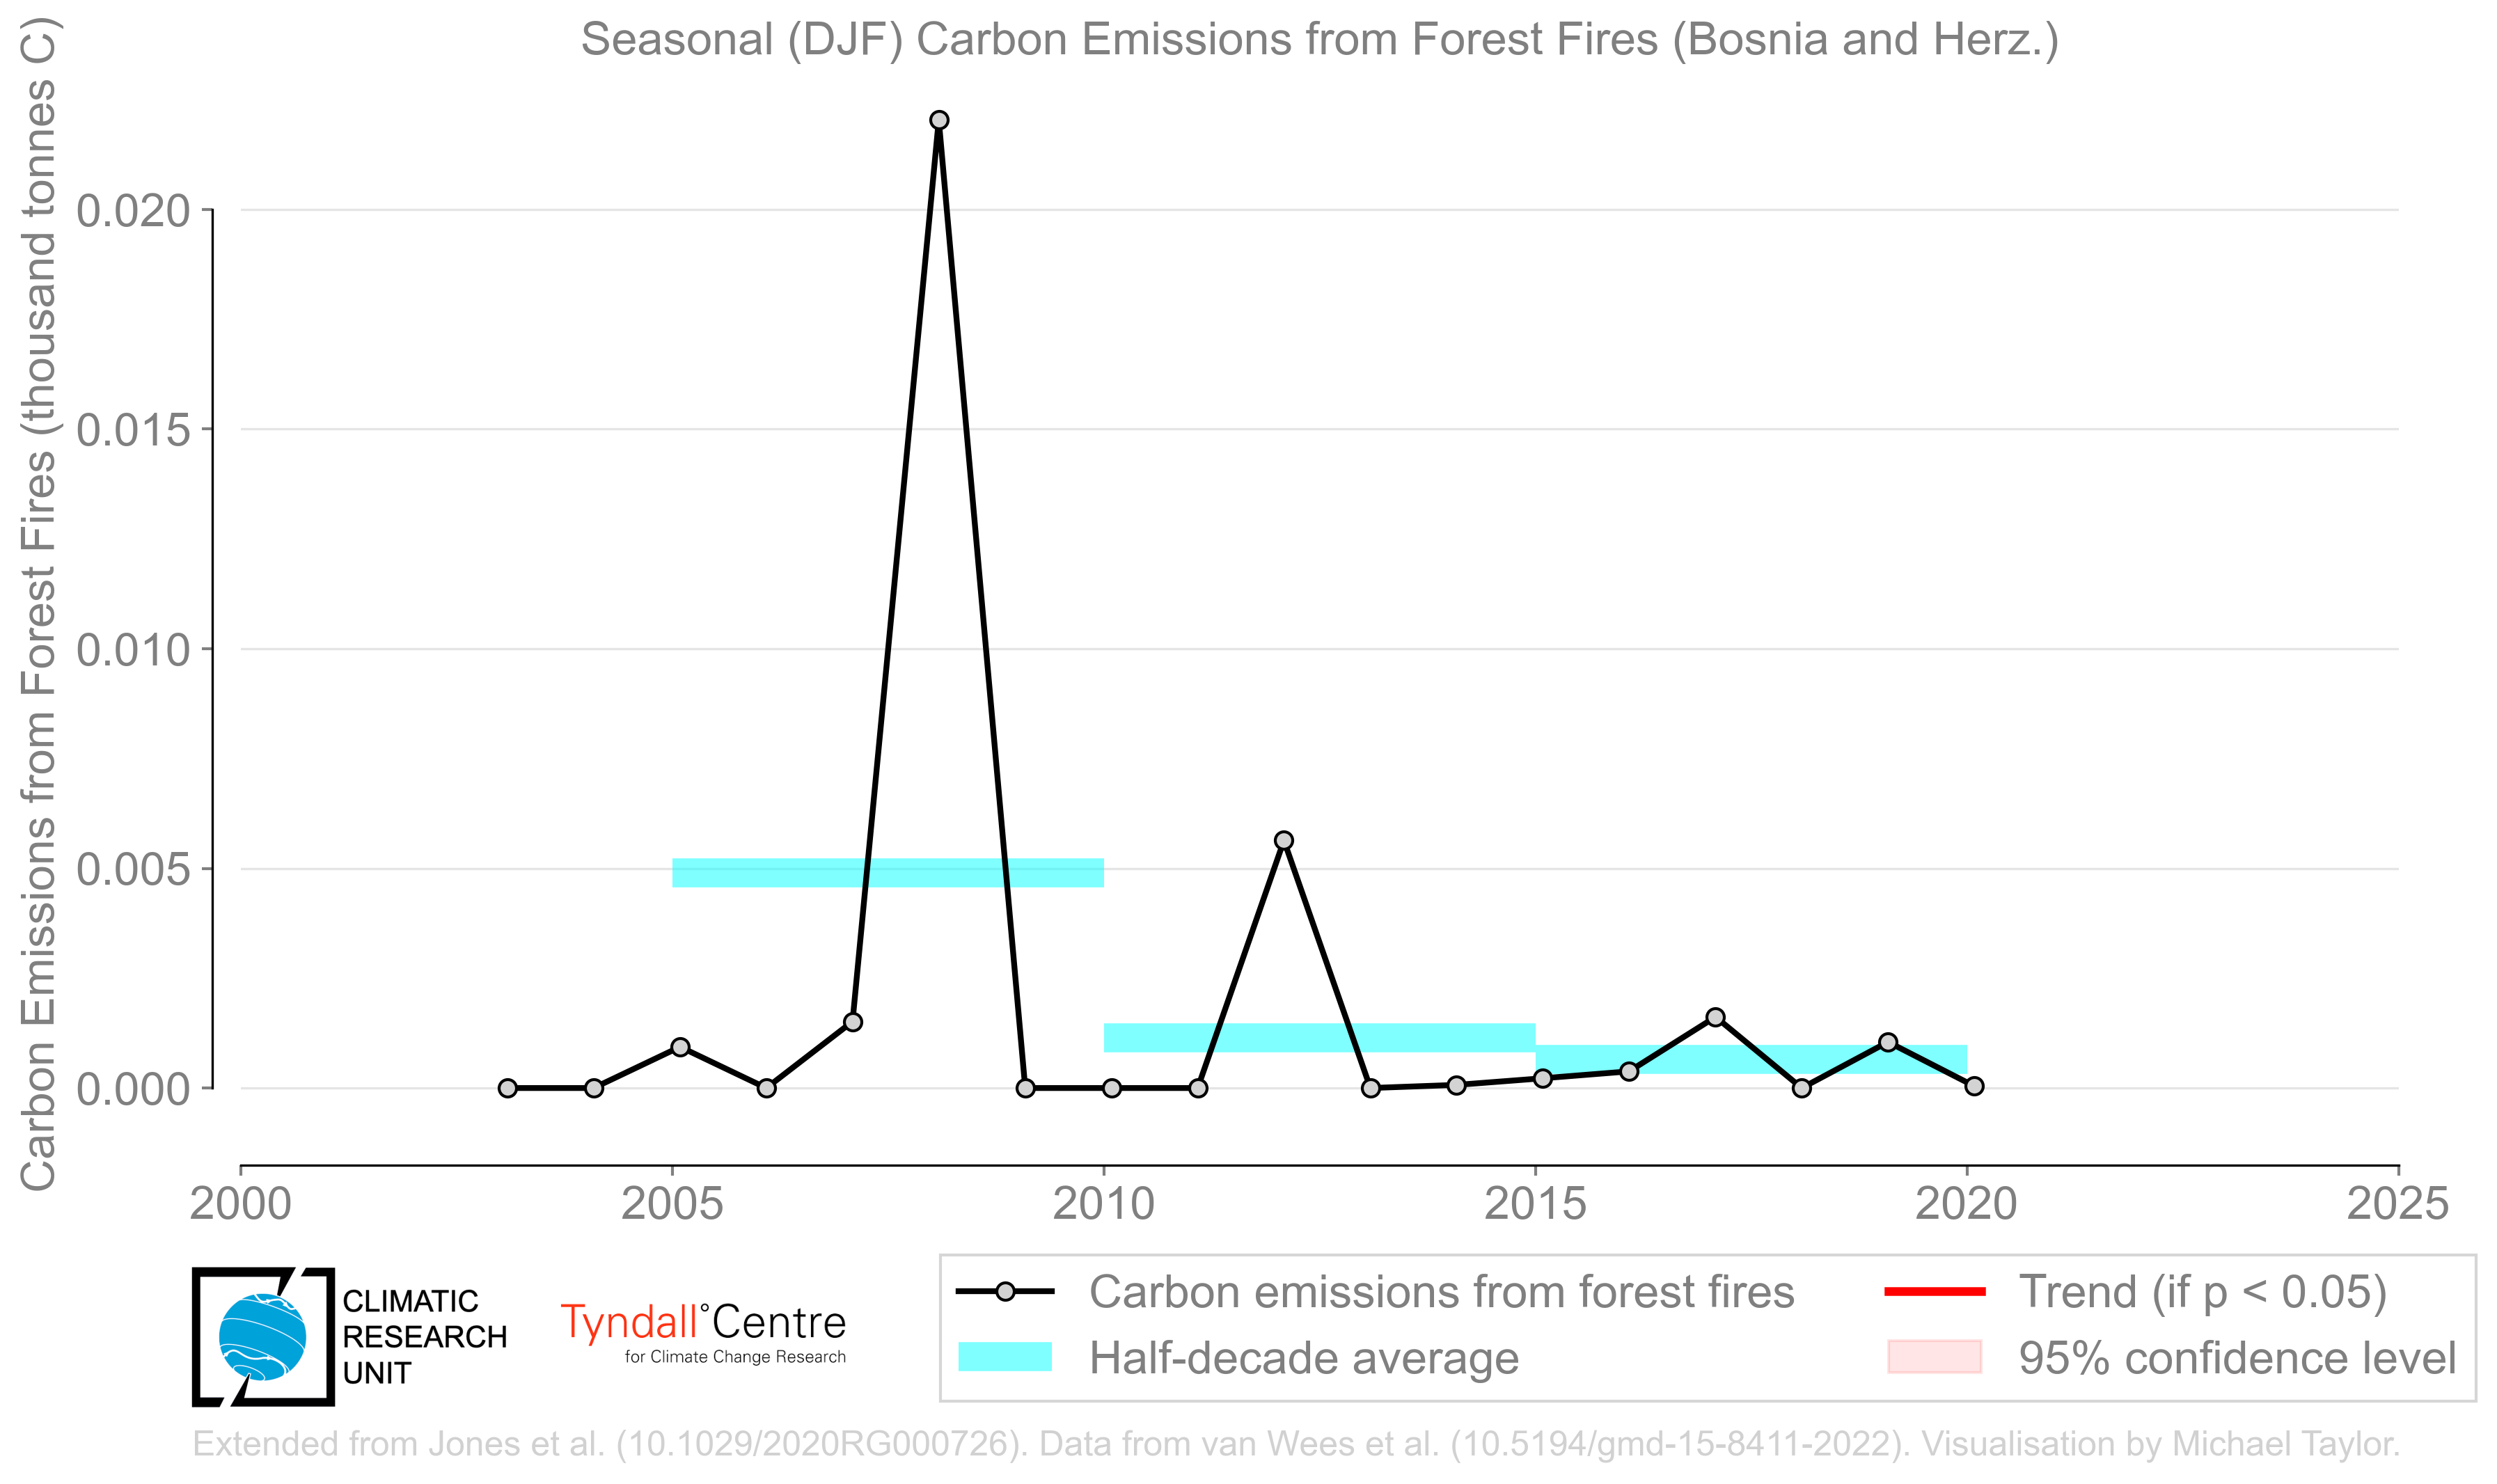 Seasonal (DJF) Carbon Emissions from Forest Fires (Bosnia and Herz.)
Carbon Emissions from Forest Fires (thousand tonnes C)
0.020
0.015
0.010
0.005
0.000
2000 2005 2010 2015 2020 2025
CLIMATIC
RESEARCH
UNIT
Tyndall°Centre
for Climate Change Research
Carbon emissions from forest fires
Half-decade average
Trend (if p < 0.05)
95% confidence level
Extended from Jones et al. (10.1029/2020RG000726). Data from van Wees et al. (10.5194/gmd-15-8411-2022). Visualisation by Michael Taylor.